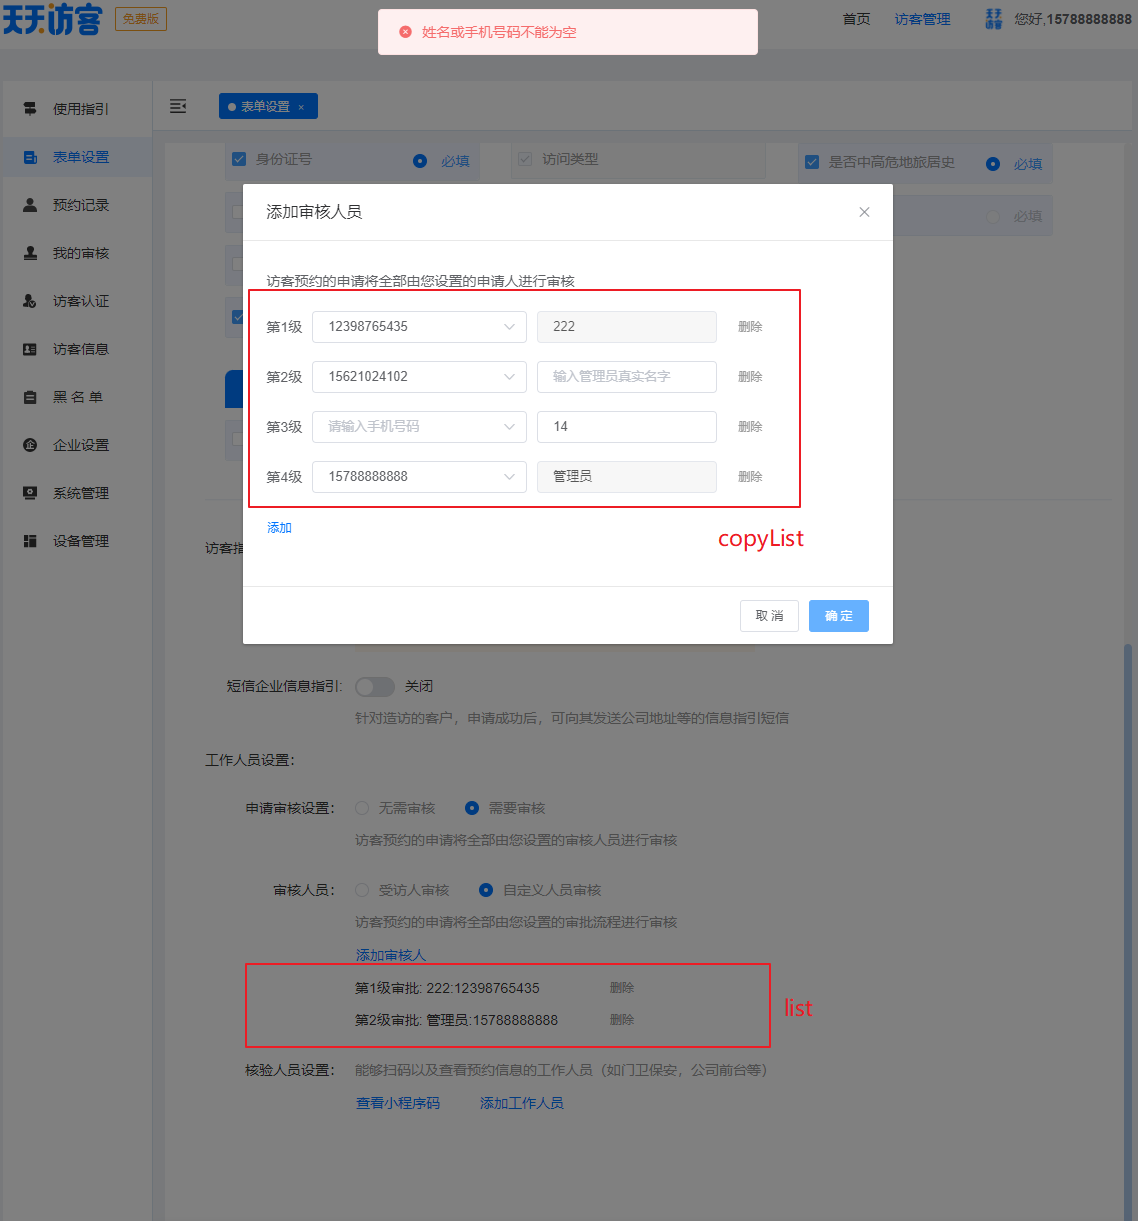 天天访客
免费版
姓名或手机号码不能为空
首页
访客管理
天天访客
您好,15788888888
使用指引
表单设置
预约记录
我的审核
访客认证
访客信息
黑 名 单
企业设置
系统管理
设备管理
表单设置 ×
身份证号
必填
访问类型
是否中高危地旅居史
必填
必填
添加审核人员
访客预约的申请将全部由您设置的申请人进行审核
第1级 12398765435 222 删除
第2级 15621024102 输入管理员真实名字 删除
第3级 请输入手机号码 14 删除
第4级 15788888888 管理员 删除
添加
copyList
取 消
确 定
访客指
短信企业信息指引:
关闭
针对造访的客户，申请成功后，可向其发送公司地址等的信息指引短信
工作人员设置:
申请审核设置: 无需审核 需要审核
访客预约的申请将全部由您设置的审核人员进行审核
审核人员: 受访人审核 自定义人员审核
访客预约的申请将全部由您设置的审批流程进行审核
添加审核人
第1级审批: 222:12398765435 删除
第2级审批: 管理员:15788888888 删除
list
核验人员设置: 能够扫码以及查看预约信息的工作人员（如门卫保安，公司前台等）
查看小程序码
添加工作人员